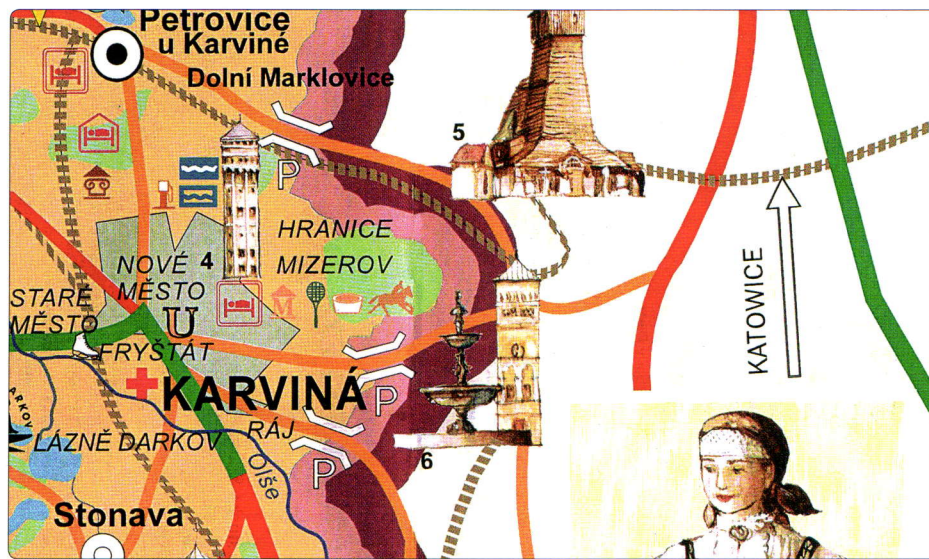 Petrovice
u Karviné
Dolní Marklovice
5
P
HRANICE
NOVÉ 4
MĚSTO
MIZEROV
STARÉ
MĚSTO
U
M
FRYŠTÁT
KATOWICE
KARVINÁ
P
ARKOV
LÁZNĚ DARKOV
RÁJ
6
P
Olše
Stonava